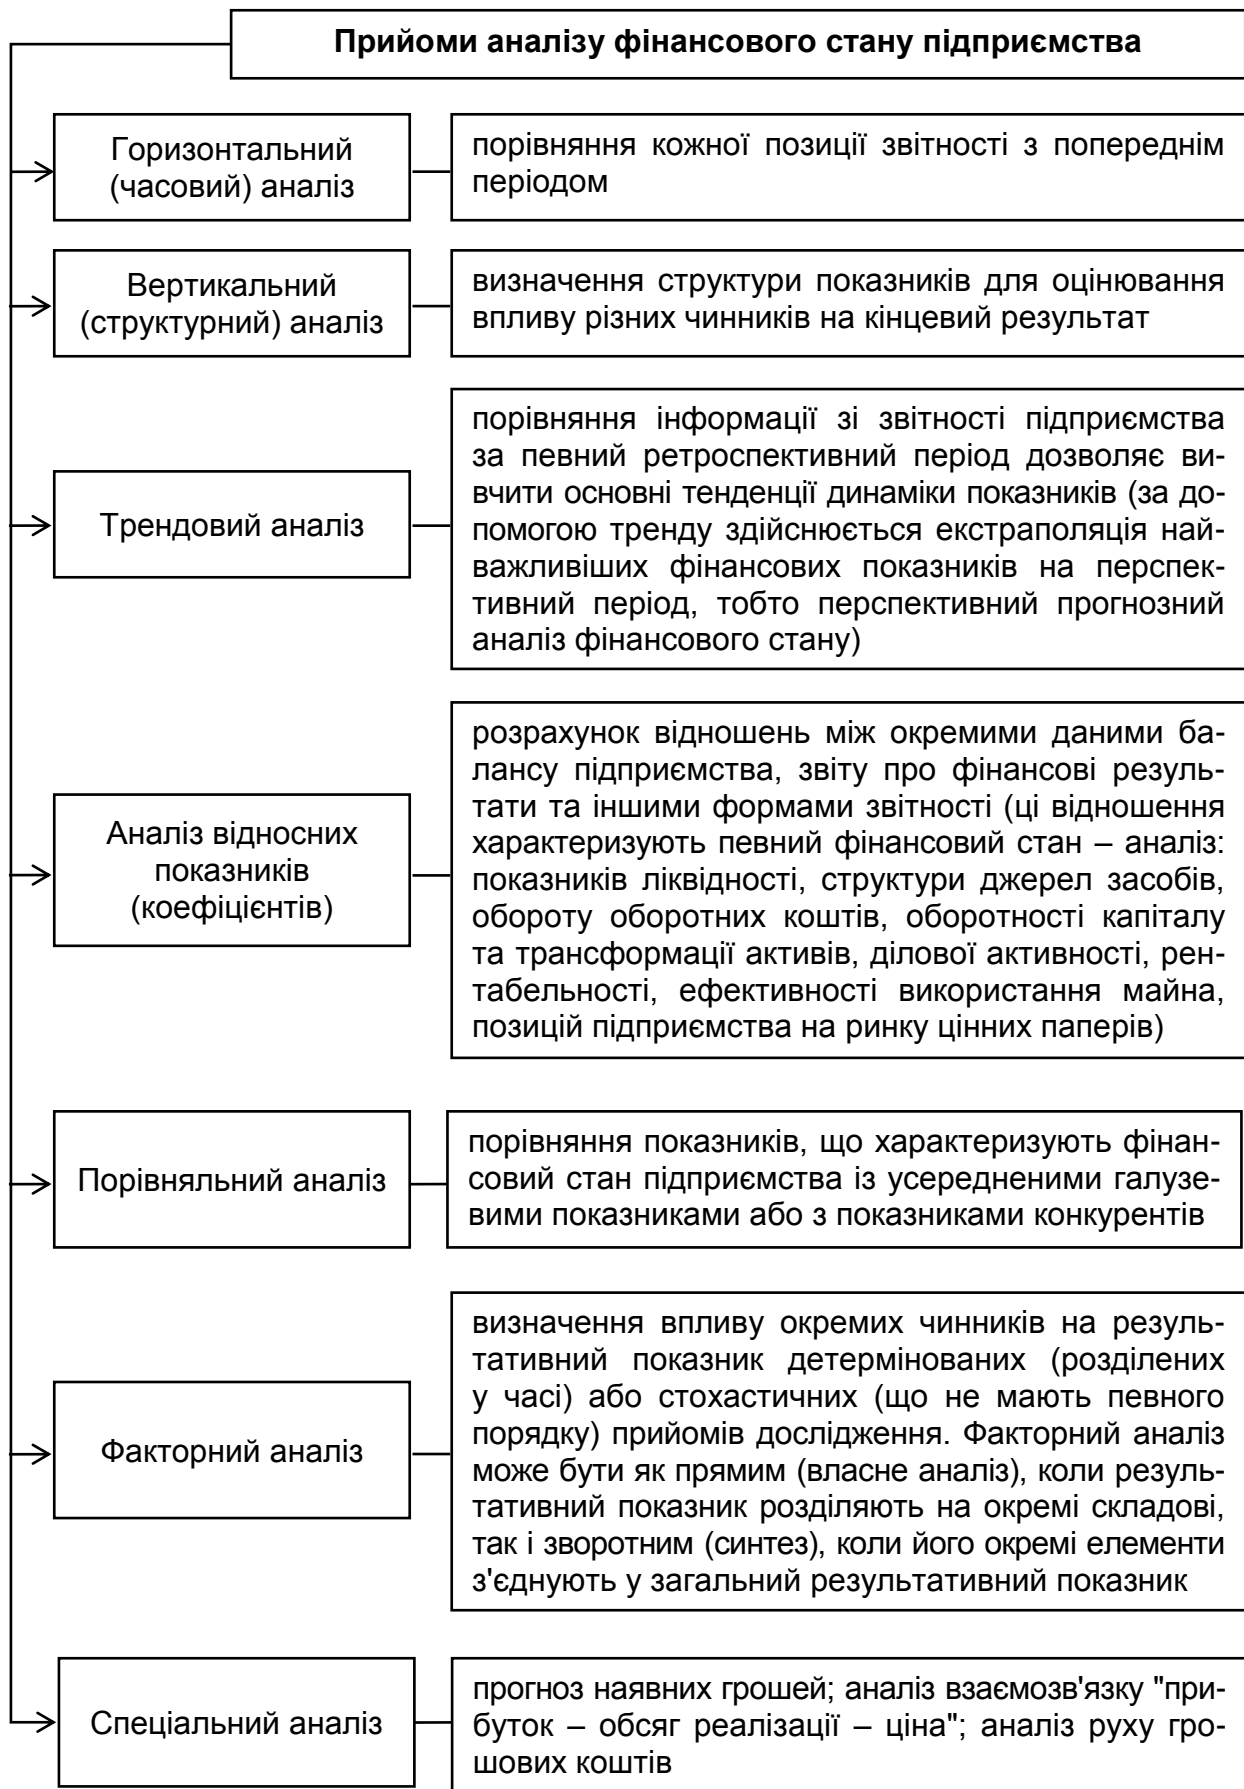 Прийоми аналізу фінансового стану підприємства
Горизонтальний
(часовий) аналіз
порівняння кожної позиції звітності з попереднім
періодом
Вертикальний
(структурний) аналіз
визначення структури показників для оцінювання
впливу різних чинників на кінцевий результат
Трендовий аналіз
порівняння інформації зі звітності підприємства
за певний ретроспективний період дозволяє ви-
вчити основні тенденції динаміки показників (за до-
помогою тренду здійснюється екстраполяція най-
важливіших фінансових показників на перспек-
тивний період, тобто перспективний прогнозний
аналіз фінансового стану)
Аналіз відносних
показників
(коефіцієнтів)
розрахунок відношень між окремими даними ба-
лансу підприємства, звіту про фінансові резуль-
тати та іншими формами звітності (ці відношення
характеризують певний фінансовий стан – аналіз:
показників ліквідності, структури джерел засобів,
обороту оборотних коштів, оборотності капіталу
та трансформації активів, ділової активності, рен-
табельності, ефективності використання майна,
позицій підприємства на ринку цінних паперів)
Порівняльний аналіз
порівняння показників, що характеризують фінан-
совий стан підприємства із усередненими галузе-
вими показниками або з показниками конкурентів
Факторний аналіз
визначення впливу окремих чинників на резуль-
тативний показник детермінованих (розділених
у часі) або стохастичних (що не мають певного
порядку) прийомів дослідження. Факторний аналіз
може бути як прямим (власне аналіз), коли резуль-
тативний показник розділяють на окремі складові,
так і зворотним (синтез), коли його окремі елементи
з'єднують у загальний результативний показник
Спеціальний аналіз
прогноз наявних грошей; аналіз взаємозв'язку "при-
буток – обсяг реалізації – ціна"; аналіз руху гро-
шових коштів